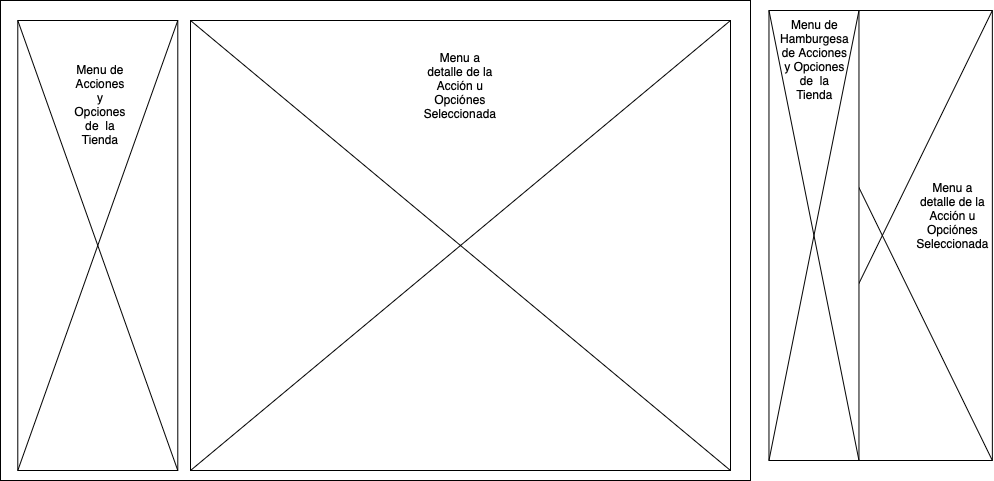 Menu de
Acciones
y
Opciones
de la
Tienda
Menu a
detalle de la
Acción u
Opciónes
Seleccionada
Menu de
Hamburgesa
de Acciones
y Opciones
de la
Tienda
Menu a
detalle de la
Acción u
Opciónes
Seleccionada